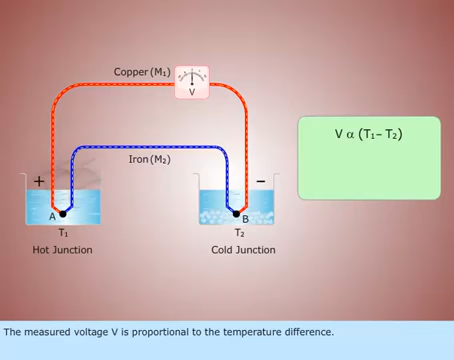 Copper (M₁)
V
V α (T₁– T₂)
Iron (M₂)
+
–
A
B
T₁
T₂
Hot Junction
Cold Junction
The measured voltage V is proportional to the temperature difference.